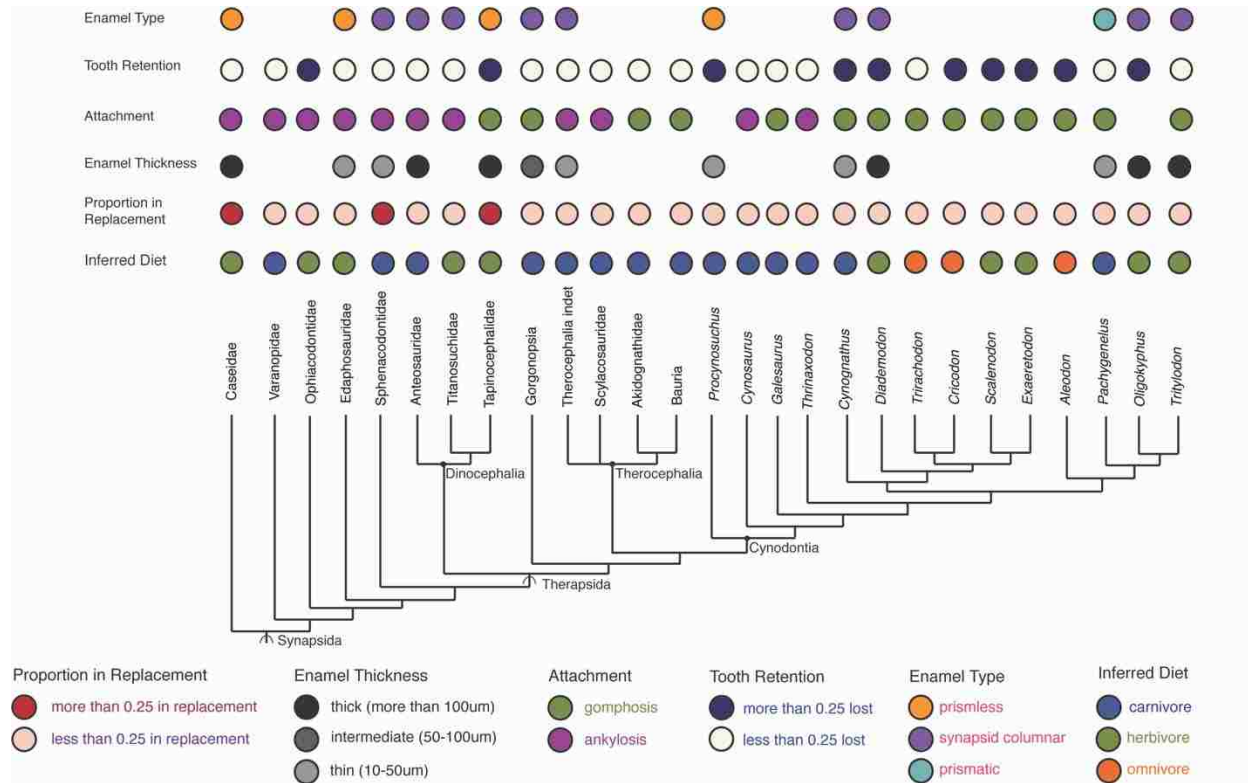 Enamel Type
Tooth Retention
Attachment
Enamel Thickness
Proportion in
Replacement
Inferred Diet
Caseidae
Varanopidae
Ophiacodontidae
Edaphosauridae
Sphenacodontidae
Anteosauridae
Titanosuchidae
Tapinocephalidae
Gorgonopsia
Therocephalia indet
Scylacosauridae
Akidognathidae
Bauria
Procynosuchus
Cynosaurus
Galesaurus
Thrinaxodon
Cynognathus
Diademodon
Trirachodon
Cricodon
Scalenodon
Exaeretodon
Aleodon
Pachygenelus
Oligokyphus
Tritylodon
Dinocephalia
Therocephalia
Cynodontia
Therapsida
Synapsida
Proportion in Replacement
more than 0.25 in replacement
less than 0.25 in replacement
Enamel Thickness
thick (more than 100um)
intermediate (50-100um)
thin (10-50um)
Attachment
gomphosis
ankylosis
Tooth Retention
more than 0.25 lost
less than 0.25 lost
Enamel Type
prismless
synapsid columnar
prismatic
Inferred Diet
carnivore
herbivore
omnivore